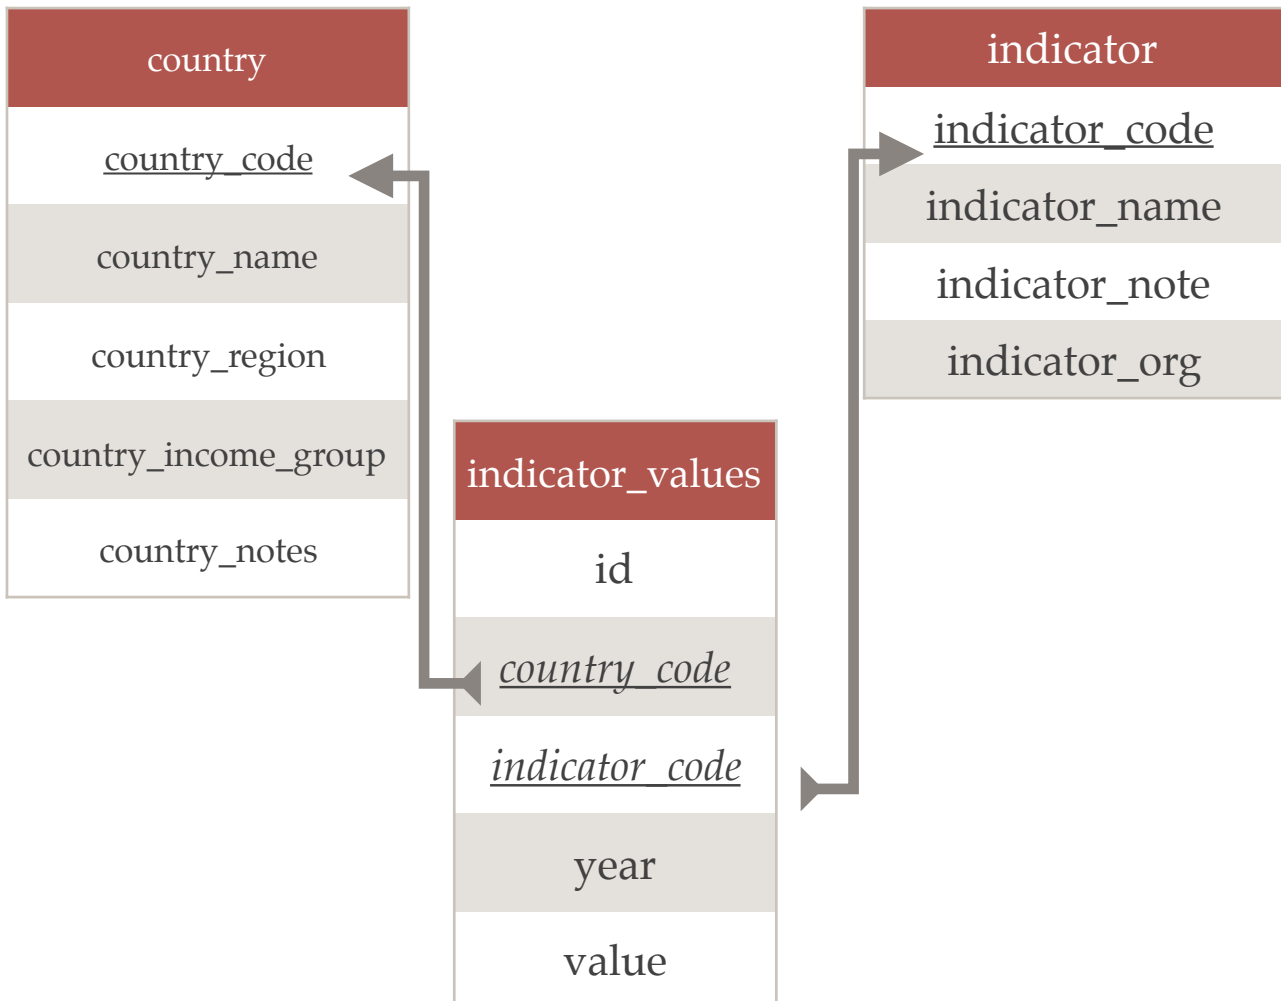 country
country_code
country_name
country_region
country_income_group
country_notes
indicator
indicator_code
indicator_name
indicator_note
indicator_org
indicator_values
id
country_code
indicator_code
year
value